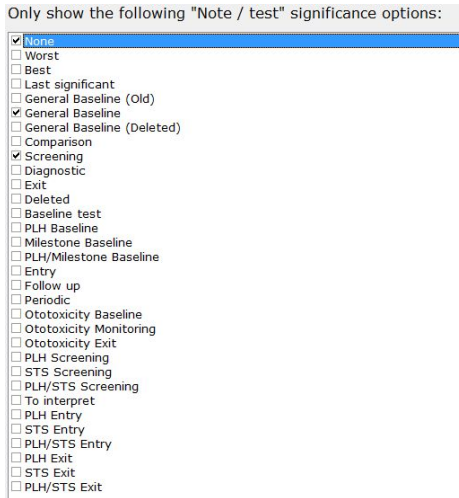 Only show the following "Note / test" significance options:
None
Worst
Best
Last significant
General Baseline (Old)
General Baseline
General Baseline (Deleted)
Comparison
Screening
Diagnostic
Exit
Deleted
Baseline test
PLH Baseline
Milestone Baseline
PLH/Milestone Baseline
Entry
Follow up
Periodic
Ototoxicity Baseline
Ototoxicity Monitoring
Ototoxicity Exit
PLH Screening
STS Screening
PLH/STS Screening
To interpret
PLH Entry
STS Entry
PLH/STS Entry
PLH Exit
STS Exit
PLH/STS Exit